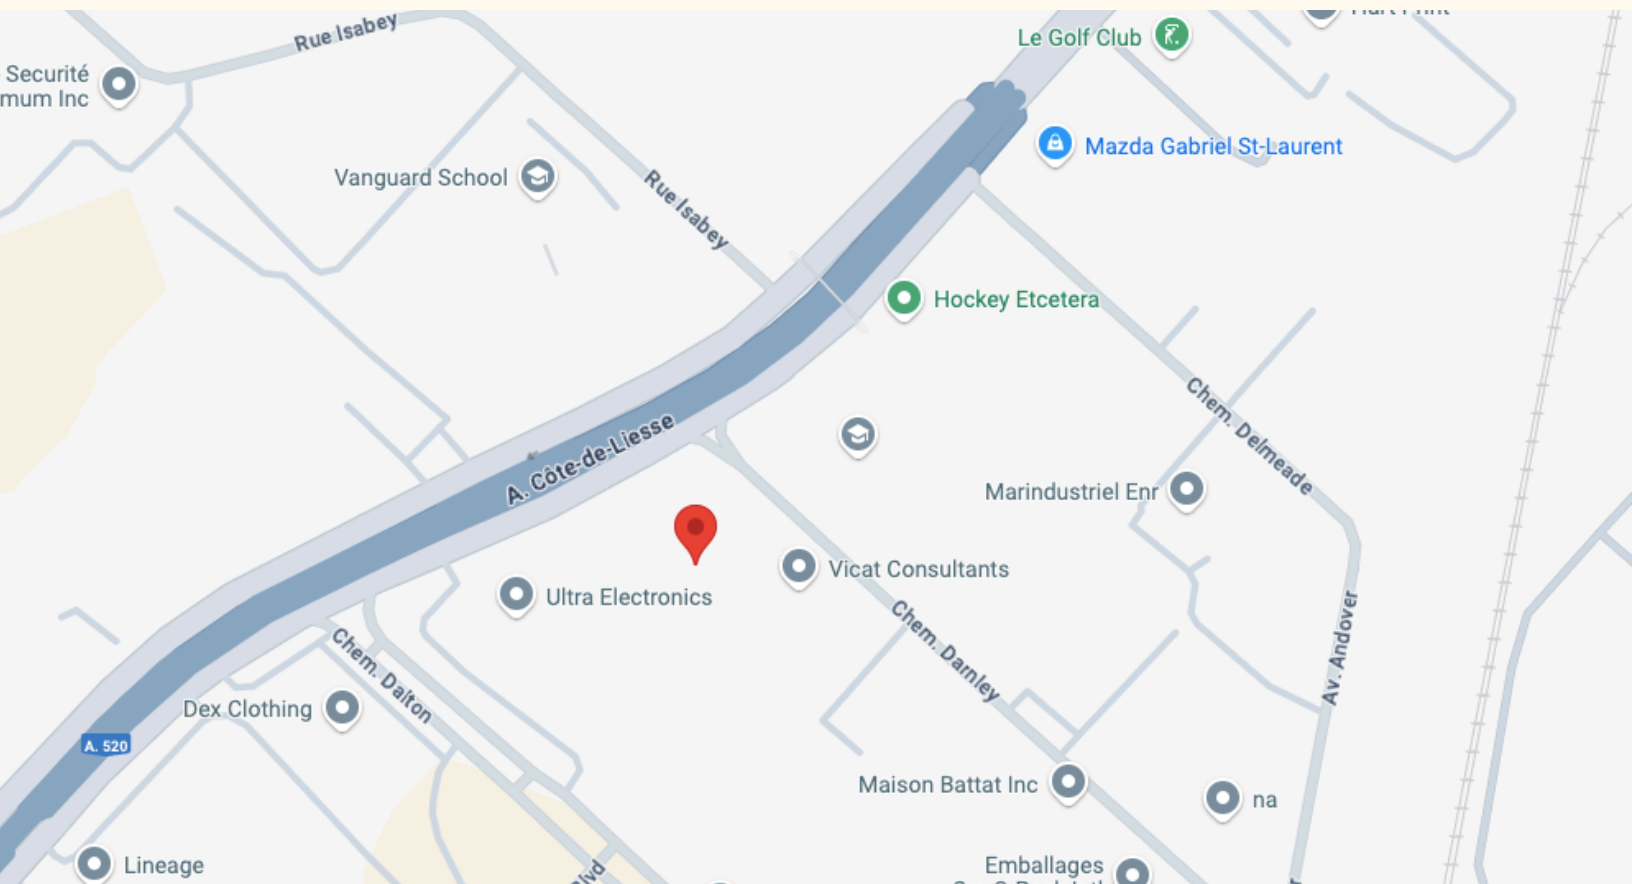 Rue Isabey
Le Golf Club
Securité
mum Inc
Mazda Gabriel St-Laurent
Vanguard School
Rue Isabey
Hockey Etcetera
Chem. Delmeade
A. Côte-de-Liesse
Marindustriel Enr
Vicat Consultants
Ultra Electronics
Chem. Darnley
Av. Andover
Chem. Dalton
Dex Clothing
A. 520
Maison Battat Inc
na
Lineage
Emballages